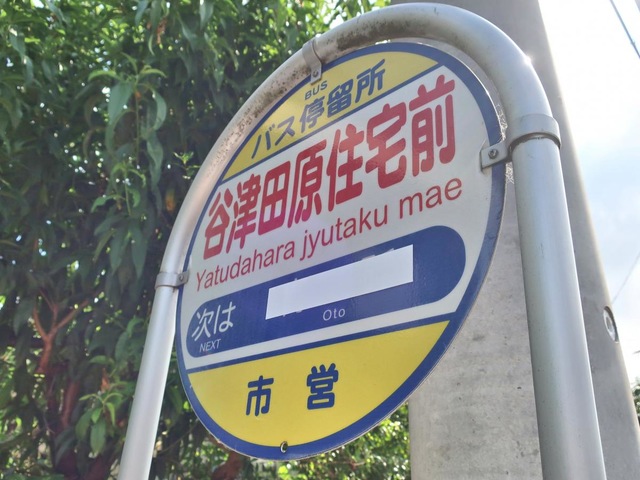 BUS
バス停留所
谷津田原住宅前
Yatudahara jyutaku mae
次は
NEXT
Oto
市営